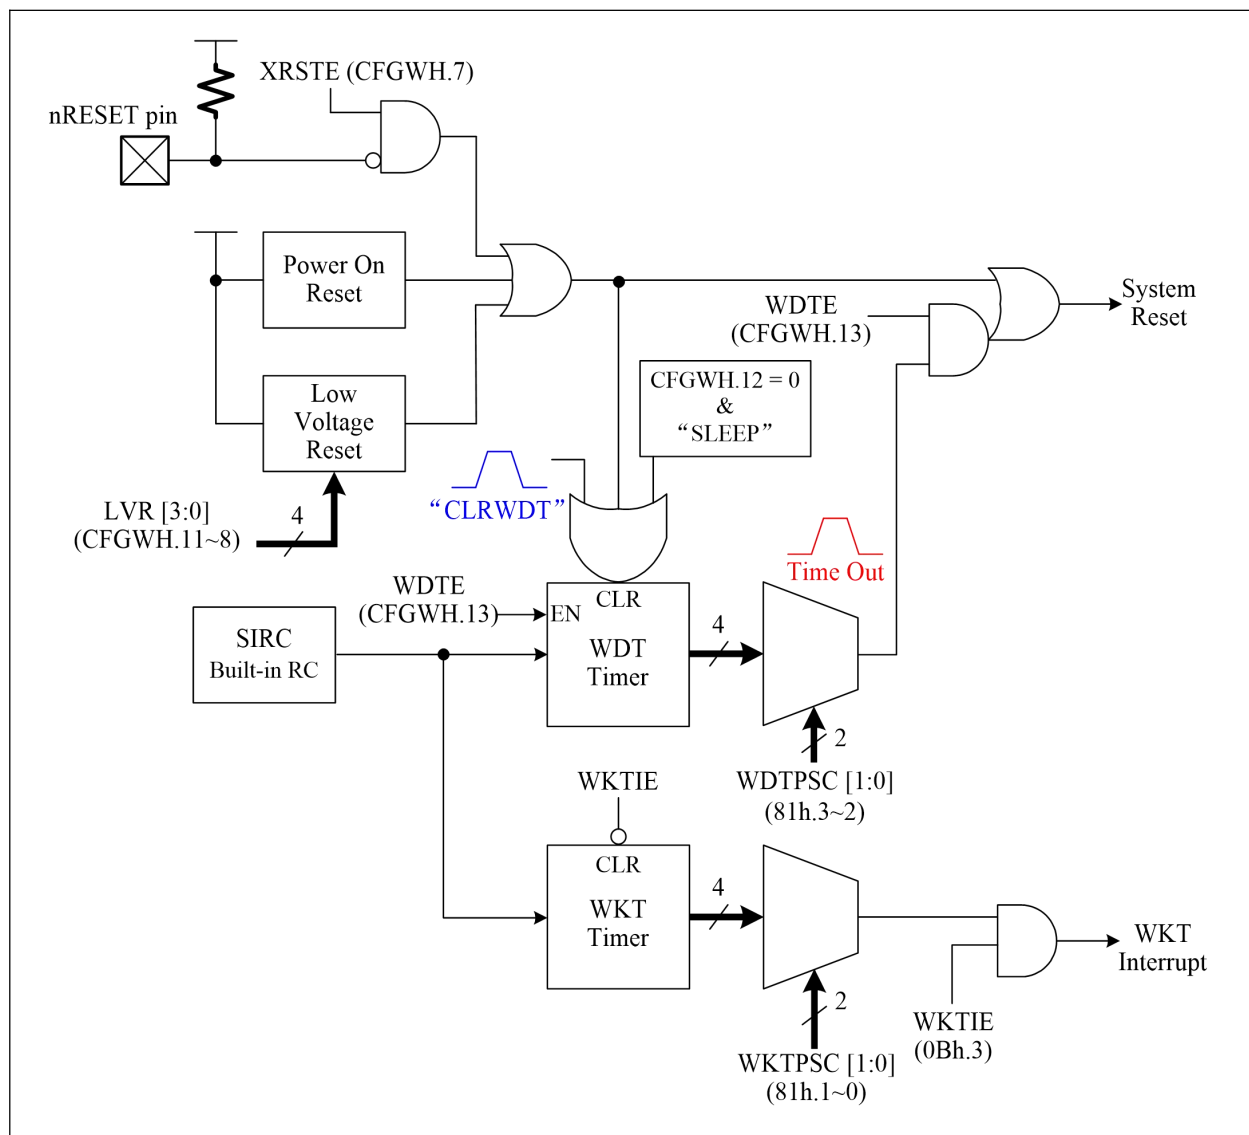 XRSTE (CFGWH.7)
nRESET pin
Power On
Reset
System
Reset
WDTE
(CFGWH.13)
CFGWH.12 = 0
&
“SLEEP”
Low
Voltage
Reset
“CLRWDT”
LVR [3:0]
(CFGWH.11~8)
4
Time Out
WDTE
(CFGWH.13)
CLR
EN
WDT
Timer
4
SIRC
Built-in RC
2
WDTPSC [1:0]
(81h.3~2)
WKTIE
CLR
WKT
Timer
4
WKT
Interrupt
2
WKTIE
(0Bh.3)
WKTPSC [1:0]
(81h.1~0)